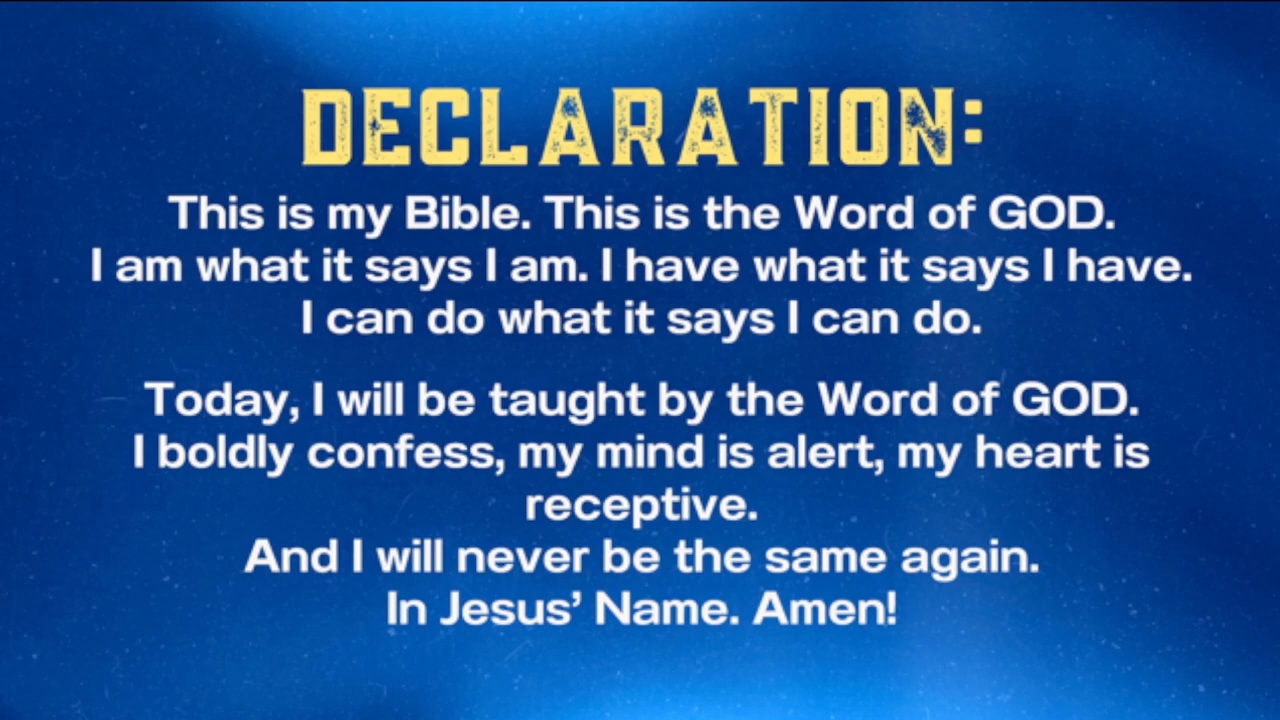 DECLARATION:
This is my Bible. This is the Word of GOD.
I am what it says I am. I have what it says I have.
I can do what it says I can do.
Today, I will be taught by the Word of GOD.
I boldly confess, my mind is alert, my heart is
receptive.
And I will never be the same again.
In Jesus’ Name. Amen!